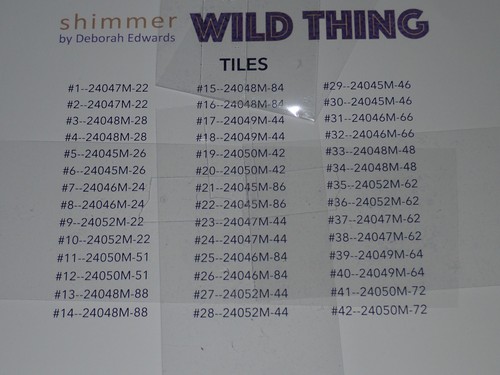 shimmer WILD THING
by Deborah Edwards
TILES
#1--24047M-22
#2--24047M-22
#3--24048M-28
#4--24048M-28
#5--24045M-26
#6--24045M-26
#7--24046M-24
#8--24046M-24
#9--24052M-22
#10--24052M-22
#11--24050M-51
#12--24050M-51
#13--24048M-88
#14--24048M-88
#15--24048M-84
#16--24048M-84
#17--24049M-44
#18--24049M-44
#19--24050M-42
#20--24050M-42
#21--24045M-86
#22--24045M-86
#23--24047M-44
#24--24047M-44
#25--24046M-84
#26--24046M-84
#27--24052M-44
#28--24052M-44
#29--24045M-46
#30--24045M-46
#31--24046M-66
#32--24046M-66
#33--24048M-48
#34--24048M-48
#35--24052M-62
#36--24052M-62
#37--24047M-62
#38--24047M-62
#39--24049M-64
#40--24049M-64
#41--24050M-72
#42--24050M-72